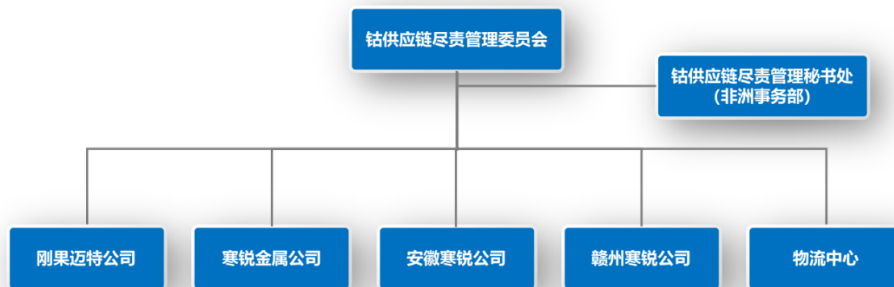 钴供应链尽责管理委员会
钴供应链尽责管理秘书处
(非洲事务部)
刚果迈特公司
寒锐金属公司
安徽寒锐公司
赣州寒锐公司
物流中心